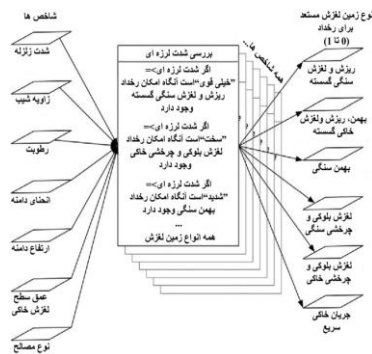 شاخص ها
شدت زلزله
زاویه شیب
رطوبت
انحنای دامنه
ارتفاع دامنه
عمق سطح
لغزش خاکی
نوع مصالح
بررسی شدت لرزه ای
اگر شدت لرزه ای >=
"خیلی قوی"است آنگاه امکان رخداد
ریزش و لغزش سنگی گسسته
وجود دارد
اگر شدت لرزه ای >=
"سخت"است آنگاه امکان رخداد
لغزش بلوکی و چرخشی خاکی
وجود دارد
اگر شدت لرزه ای >=
"شدید"است آنگاه امکان رخداد
بهمن سنگی وجود دارد
...
همه انواع زمین لغزش
همه شاخص ها...
نوع زمین لغزش مستعد
برای رخداد
(0 تا 1)
ریزش و لغزش
سنگی گسسته
بهمن، ریزش ولغزش
خاکی گسسته
بهمن سنگی
لغزش بلوکی و
چرخشی سنگی
لغزش بلوکی و
چرخشی خاکی
جریان خاکی
سریع